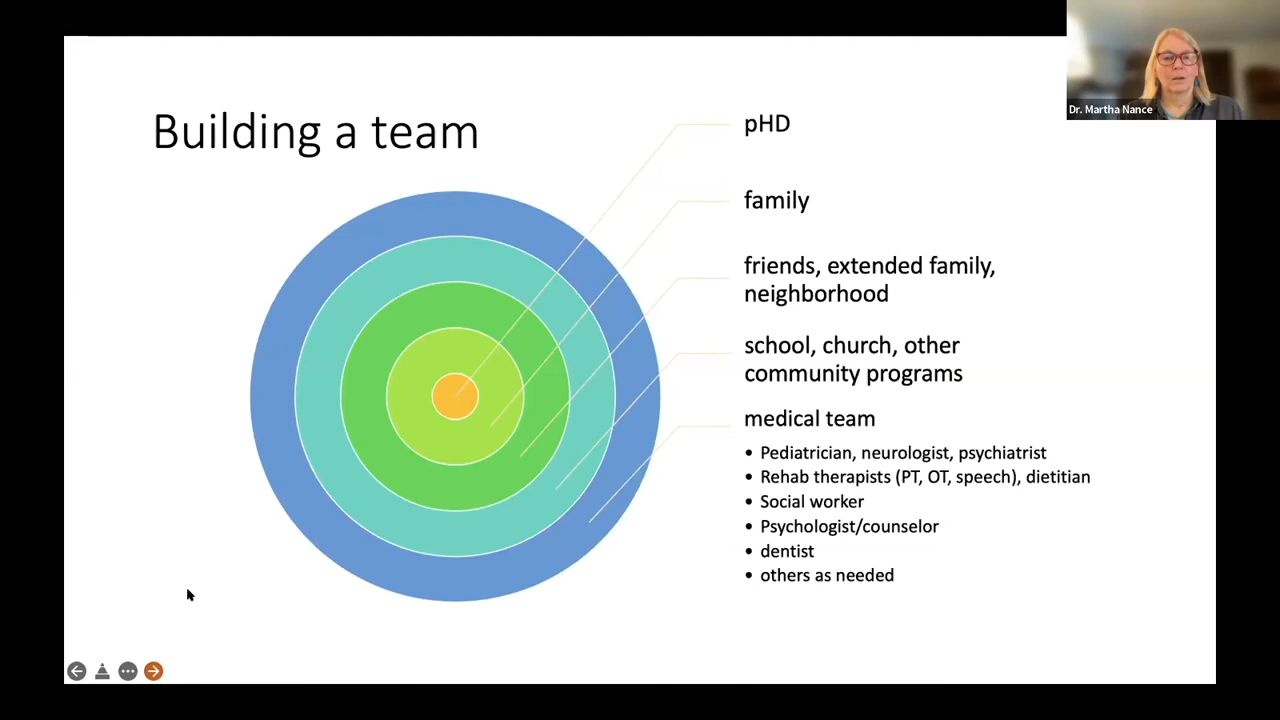 Dr. Martha Nance
Building a team
pHD
family
friends, extended family,
neighborhood
school, church, other
community programs
medical team
• Pediatrician, neurologist, psychiatrist
• Rehab therapists (PT, OT, speech), dietitian
• Social worker
• Psychologist/counselor
• dentist
• others as needed